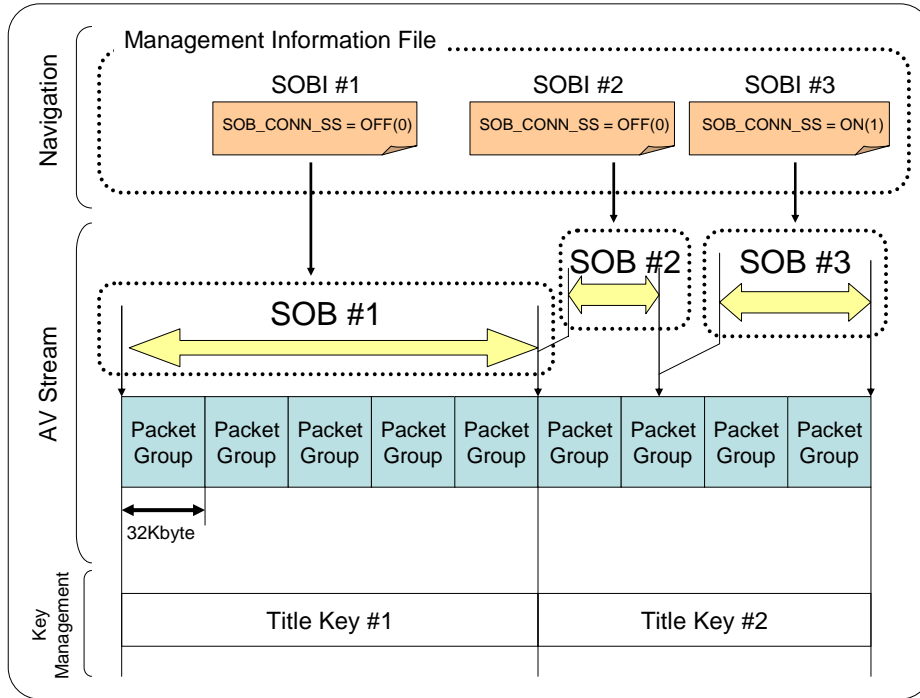 Navigation
Management Information File
SOBI #1
SOBI #2
SOBI #3
SOB_CONN_SS = OFF(0)
SOB_CONN_SS = OFF(0)
SOB_CONN_SS = ON(1)
AV Stream
SOB #1
SOB #2
SOB #3
Packet
Group
Packet
Group
Packet
Group
Packet
Group
Packet
Group
Packet
Group
Packet
Group
Packet
Group
Packet
Group
32Kbyte
Key
Management
Title Key #1
Title Key #2